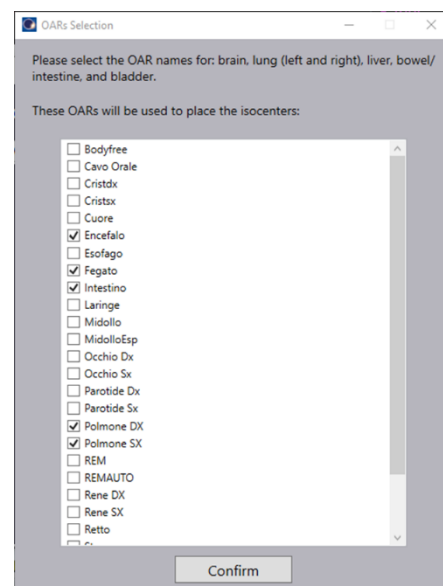 OARs Selection
Please select the OAR names for: brain, lung (left and right), liver, bowel/
intestine, and bladder.
These OARs will be used to place the isocenters:
Bodyfree
Cavo Orale
Cristdx
Cristsx
Cuore
Encefalo
Esofago
Fegato
Intestino
Laringe
Midollo
MidolloEsp
Occhio Dx
Occhio Sx
Parotide Dx
Parotide Sx
Polmone DX
Polmone SX
REM
REMAUTO
Rene DX
Rene SX
Retto
Confirm